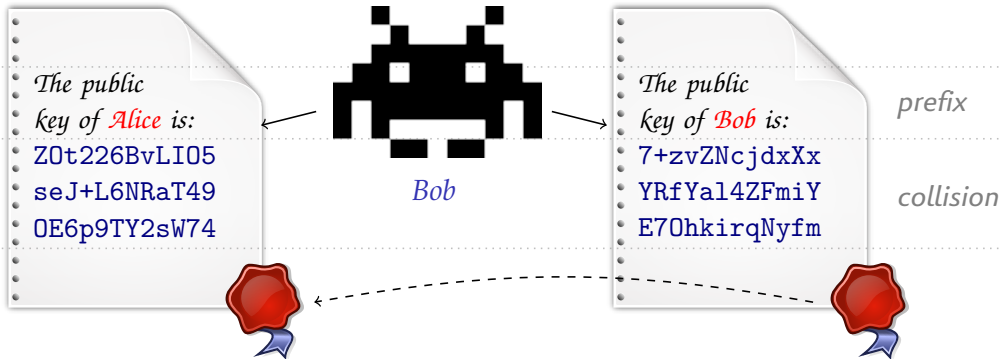 The public
key of Alice is:
ZOt226BvLIO5
seJ+L6NRaT49
OE6p9TY2sW74
Bob
The public
key of Bob is:
7+zvZNcjdxXx
YRfYal4ZFmiY
E7OhkirqNyfm
prefix
collision